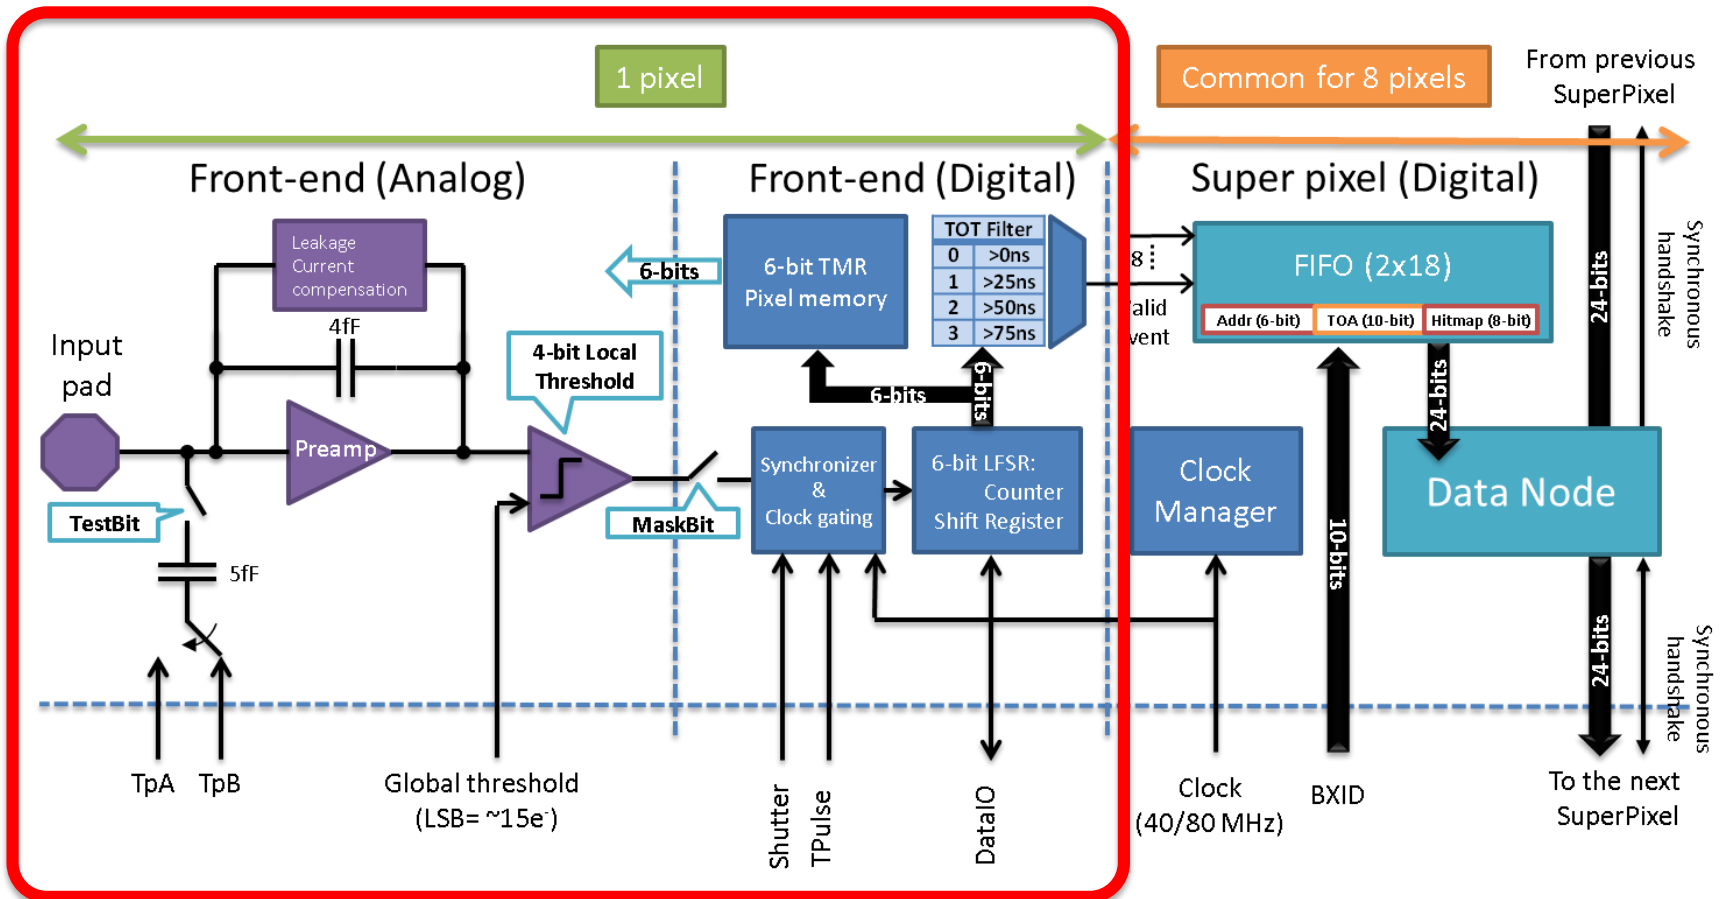 1 pixel
Common for 8 pixels
From previous
SuperPixel
Front-end (Analog)
Front-end (Digital)
Super pixel (Digital)
Leakage
Current
compensation
4fF
Input
pad
Preamp
TestBit
5fF
TpA
TpB
4-bit Local
Threshold
Global threshold
(LSB= ~15e-)
MaskBit
6-bits
6-bit TMR
Pixel memory
TOT Filter
0 >0ns
1 >25ns
2 >50ns
3 >75ns
6-bits
6-bits
Synchronizer
&
Clock gating
6-bit LFSR:
Counter
Shift Register
Shutter
TPulse
DataIO
8
alid
vent
FIFO (2x18)
Addr (6-bit) TOA (10-bit) Hitmap (8-bit)
24-bits
24-bits
Synchronous
handshake
Clock
Manager
Data Node
10-bits
24-bits
Synchronous
handshake
Clock
(40/80 MHz)
BXID
To the next
SuperPixel